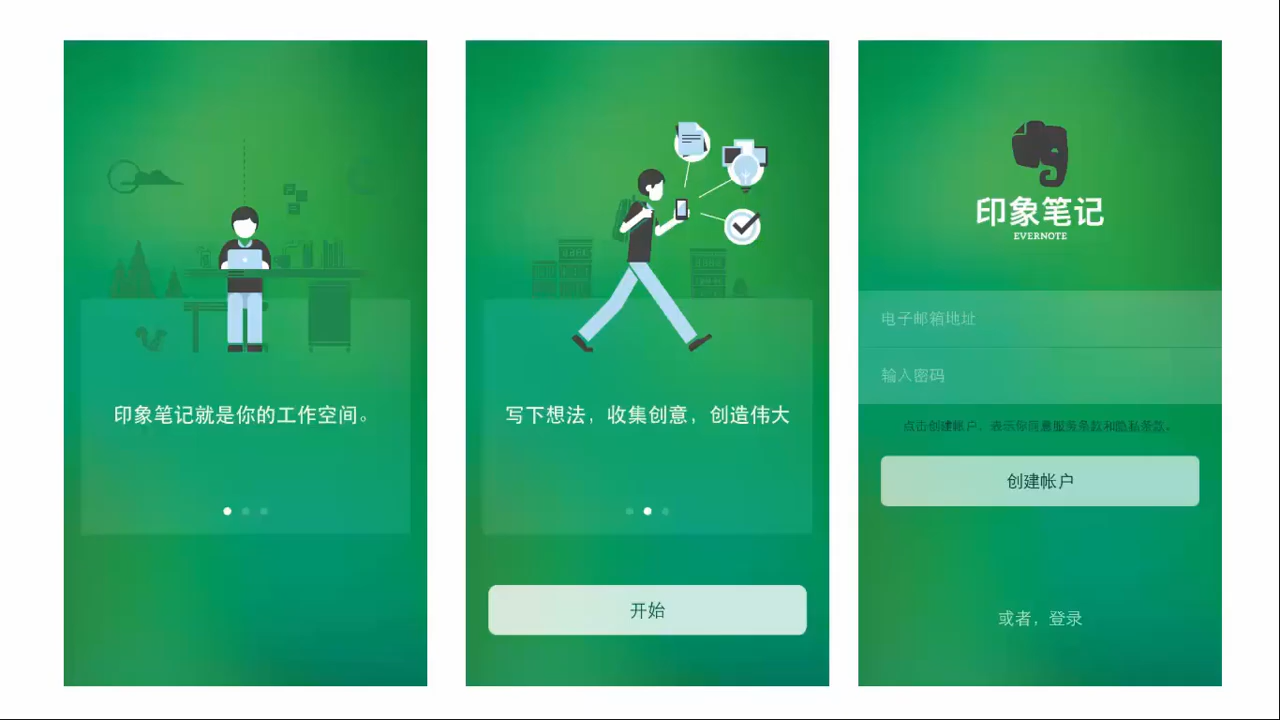 印象笔记就是你的工作空间。
写下想法，收集创意，创造伟大
开始
印象笔记
EVERNOTE
电子邮箱地址
输入密码
点击创建帐户，表示你同意服务条款和隐私条款。
创建帐户
或者，登录